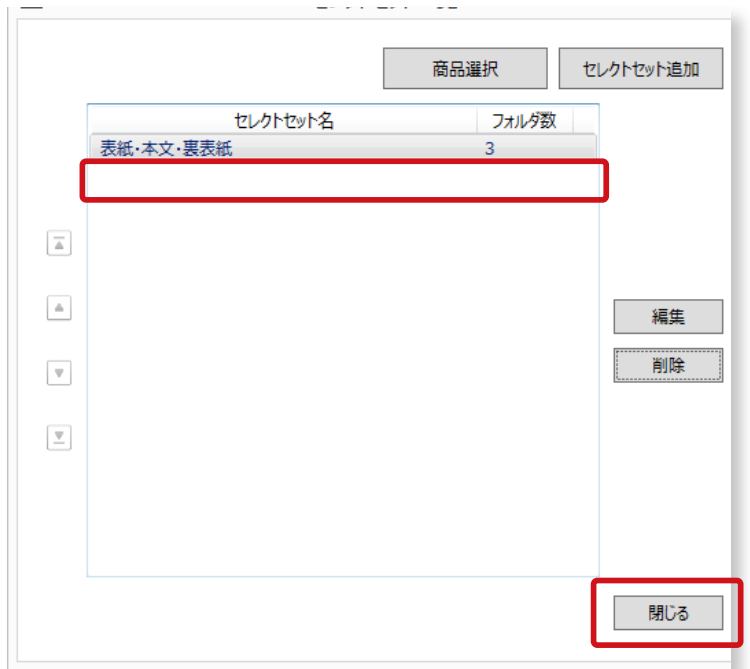 商品選択 セレクトセット追加
セレクトセット名 フォルダ数
表紙・本文・裏表紙 3
編集
削除
閉じる